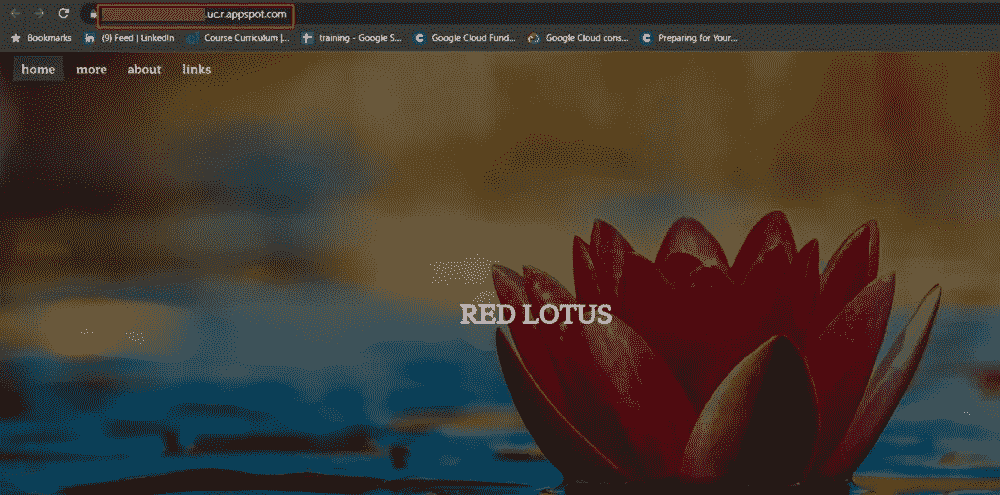 .uc.r.appspot.com
Bookmarks (9) Feed | LinkedIn Course Curriculum |... training - Google S... Google Cloud Fund... Google Cloud cons... Preparing for Your...
home more about links
RED LOTUS